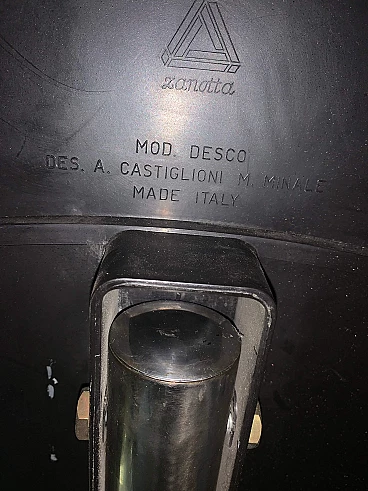 zanotta
MOD. DESCO
DES. A. CASTIGLIONI M. MINALE
MADE ITALY